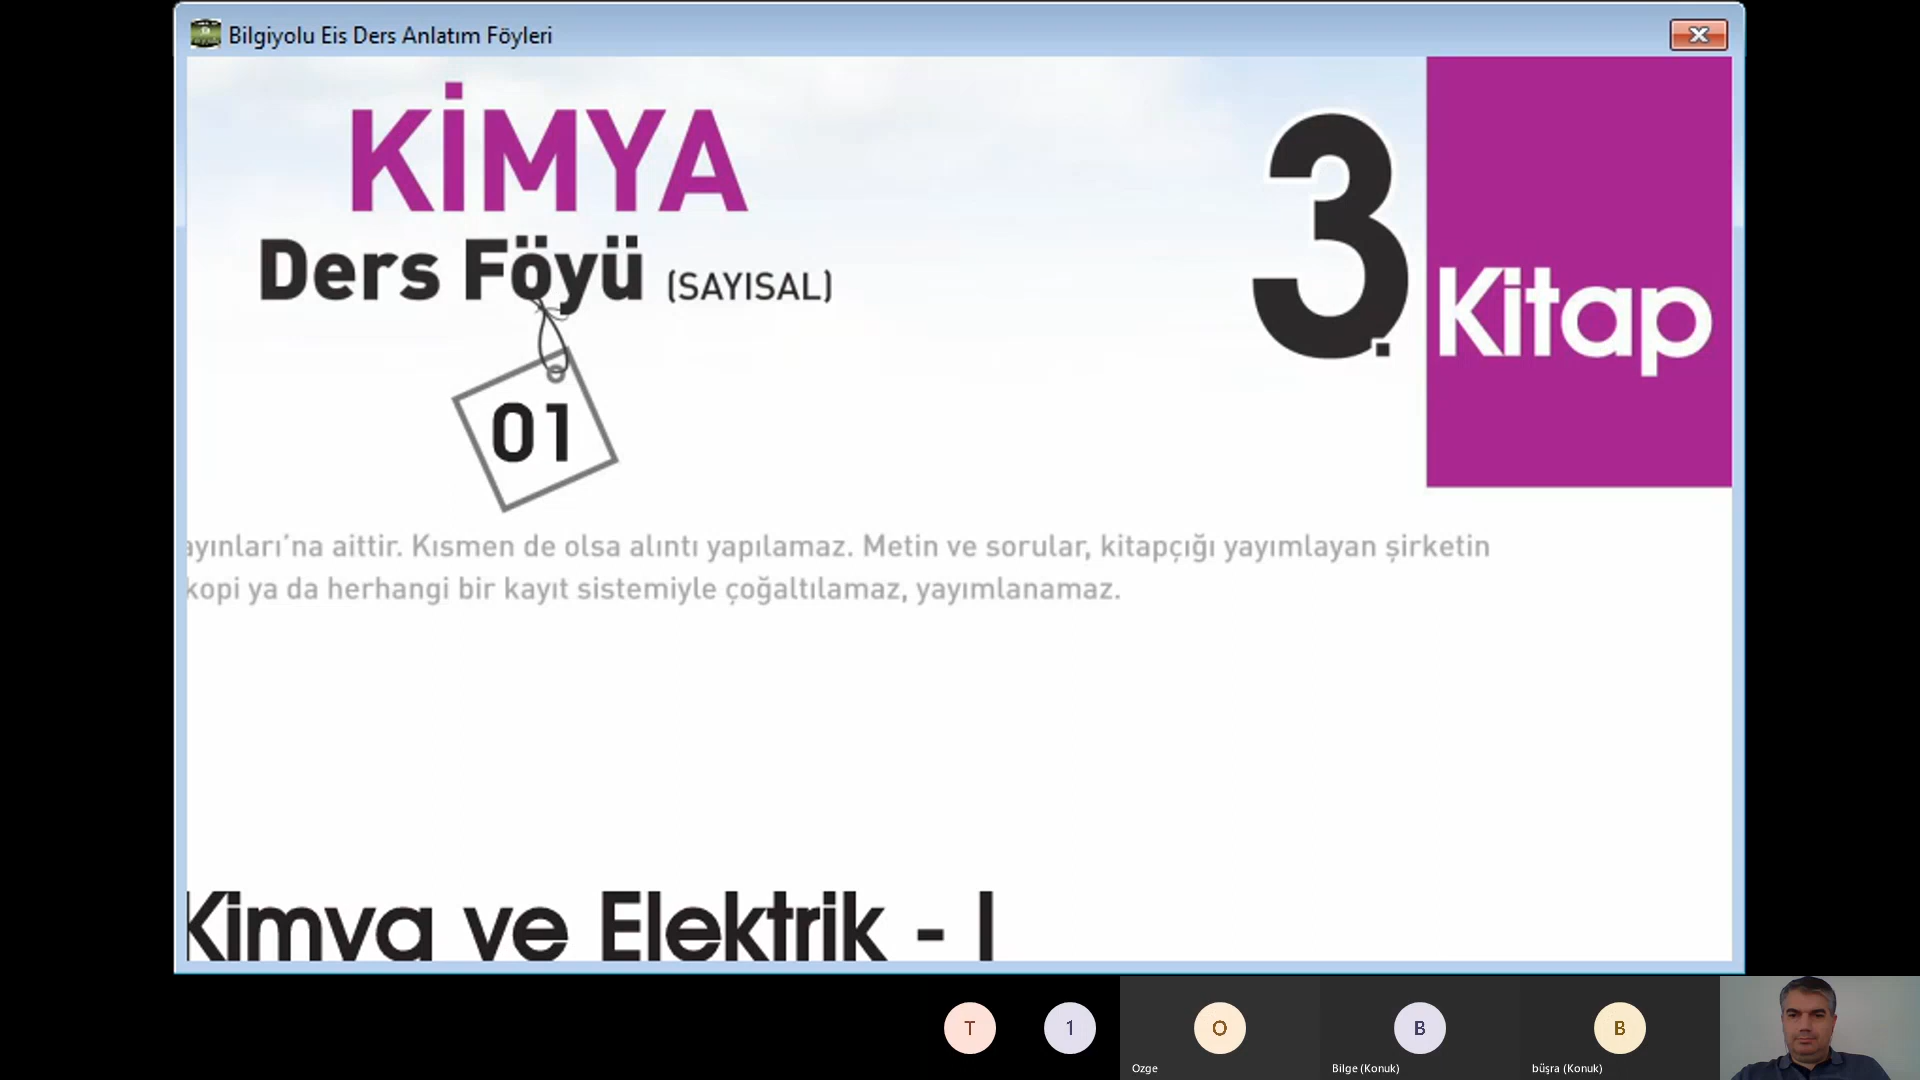 Bilgiyolu Eis Ders Anlatım Föyleri
KİMYA
Ders Föyü (SAYISAL)
01
3.
Kitap
ayınları'na aittir. Kısmen de olsa alıntı yapılamaz. Metin ve sorular, kitapçığı yayımlayan şirketin
kopi ya da herhangi bir kayıt sistemiyle çoğaltılamaz, yayımlanamaz.
Kimya ve Elektrik - I
T
1
O
B
B
Ozge
Bilge (Konuk)
büşra (Konuk)